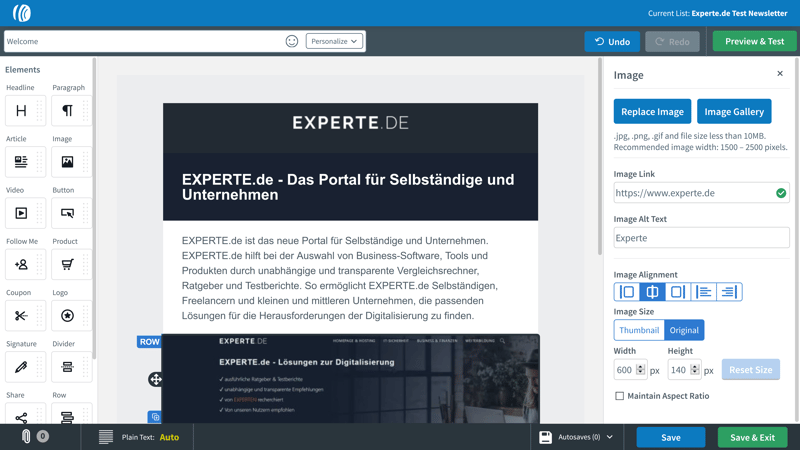 Current List: Experte.de Test Newsletter
Welcome
Personalize
Undo
Redo
Preview & Test
Elements
Headline
Paragraph
H
Article
Image
Video
Button
Follow Me
Product
Coupon
Logo
Signature
Divider
Share
Row
EXPERTE.DE
EXPERTE.de - Das Portal für Selbständige und
Unternehmen
EXPERTE.de ist das neue Portal für Selbständige und Unternehmen.
EXPERTE.de hilft bei der Auswahl von Business-Software, Tools und
Produkten durch unabhängige und transparente Vergleichsrechner,
Ratgeber und Testberichte. So ermöglicht EXPERTE.de Selbständigen,
Freelancern und kleinen und mittleren Unternehmen, die passenden
Lösungen für die Herausforderungen der Digitalisierung zu finden.
ROW
EXPERTE.DE
HOMEPAGE & HOSTING
IT-SICHERHEIT
BUSINESS & FINANZEN
WEITERBILDUNG
EXPERTE.de - Lösungen zur Digitalisierung
✓ ausführliche Ratgeber & Testberichte
✓ unabhängige und transparente Empfehlungen
✓ von EXPERTEN recherchiert
✓ Von unseren Nutzern empfohlen
Image
×
Replace Image
Image Gallery
.jpg, .png, .gif and file size less than 10MB.
Recommended image width: 1500 – 2500 pixels.
Image Link
https://www.experte.de
Image Alt Text
Experte
Image Alignment
Image Size
Thumbnail
Original
Width
Height
600 px
140 px
Reset Size
Maintain Aspect Ratio
0
Plain Text: Auto
Autosaves (0)
Save
Save & Exit